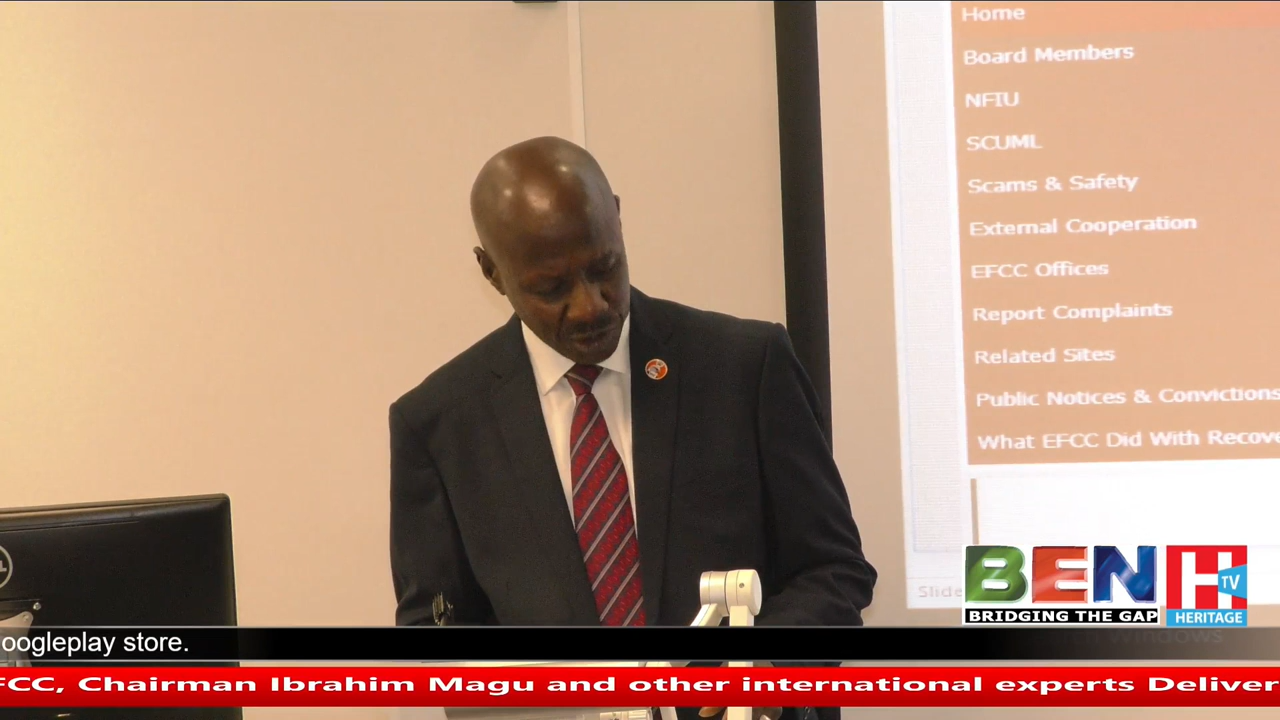 Home
Board Members
NFIU
SCUML
Scams & Safety
External Cooperation
EFCC Offices
Report Complaints
Related Sites
Public Notices & Convictions
What EFCC Did With Recove
Slide
BEN
BRIDGING THE GAP
H
TV
HERITAGE
Windows
oogleplay store.
FCC, Chairman Ibrahim Magu and other international experts Deliver